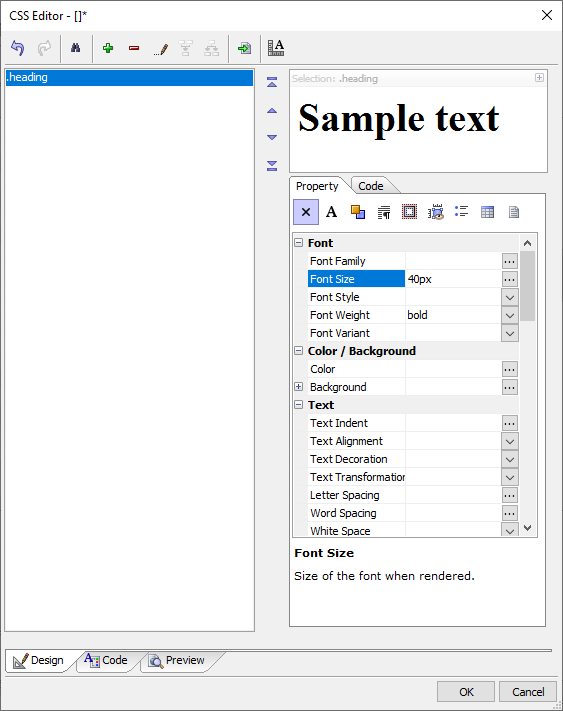 CSS Editor - []*
.heading
Selection: .heading
Sample text
Property
Code
Font
Font Family
Font Size 40px
Font Style
Font Weight bold
Font Variant
Color / Background
Color
Background
Text
Text Indent
Text Alignment
Text Decoration
Text Transformation
Letter Spacing
Word Spacing
White Space
Font Size
Size of the font when rendered.
Design
Code
Preview
OK
Cancel